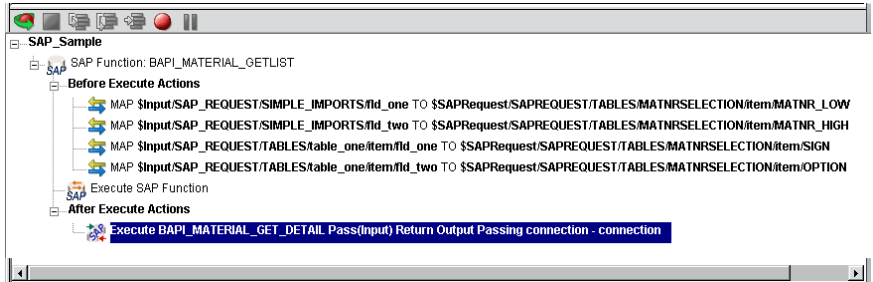 SAP_Sample
SAP SAP Function: BAPI_MATERIAL_GETLIST
Before Execute Actions
MAP $Input/SAP_REQUEST/SIMPLE_IMPORTS/fld_one TO $SAPRequest/SAPREQUEST/TABLES/MATNRSELECTION/item/MATNR_LOW
MAP $Input/SAP_REQUEST/SIMPLE_IMPORTS/fld_two TO $SAPRequest/SAPREQUEST/TABLES/MATNRSELECTION/item/MATNR_HIGH
MAP $Input/SAP_REQUEST/TABLES/table_one/item/fld_one TO $SAPRequest/SAPREQUEST/TABLES/MATNRSELECTION/item/SIGN
MAP $Input/SAP_REQUEST/TABLES/table_one/item/fld_two TO $SAPRequest/SAPREQUEST/TABLES/MATNRSELECTION/item/OPTION
SAP Execute SAP Function
After Execute Actions
Execute BAPI_MATERIAL_GET_DETAIL Pass(Input) Return Output Passing connection - connection